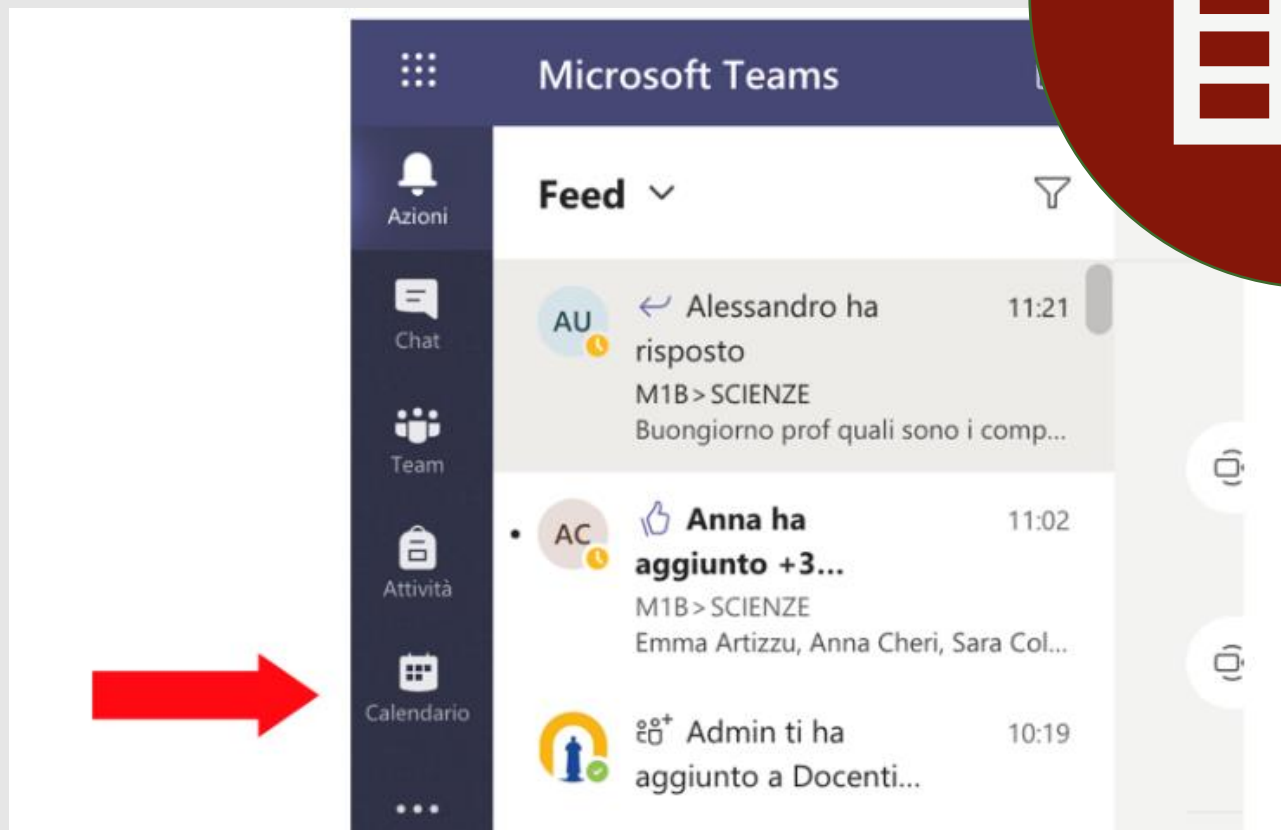 Microsoft Teams
Azioni
Chat
Team
Attività
Calendario
Feed
Alessandro ha 11:21
AU
risposto
M1B > SCIENZE
Buongiorno prof quali sono i comp...
Anna ha 11:02
AC
aggiunto +3...
M1B > SCIENZE
Emma Artizzu, Anna Cheri, Sara Col...
Admin ti ha 10:19
aggiunto a Docenti...